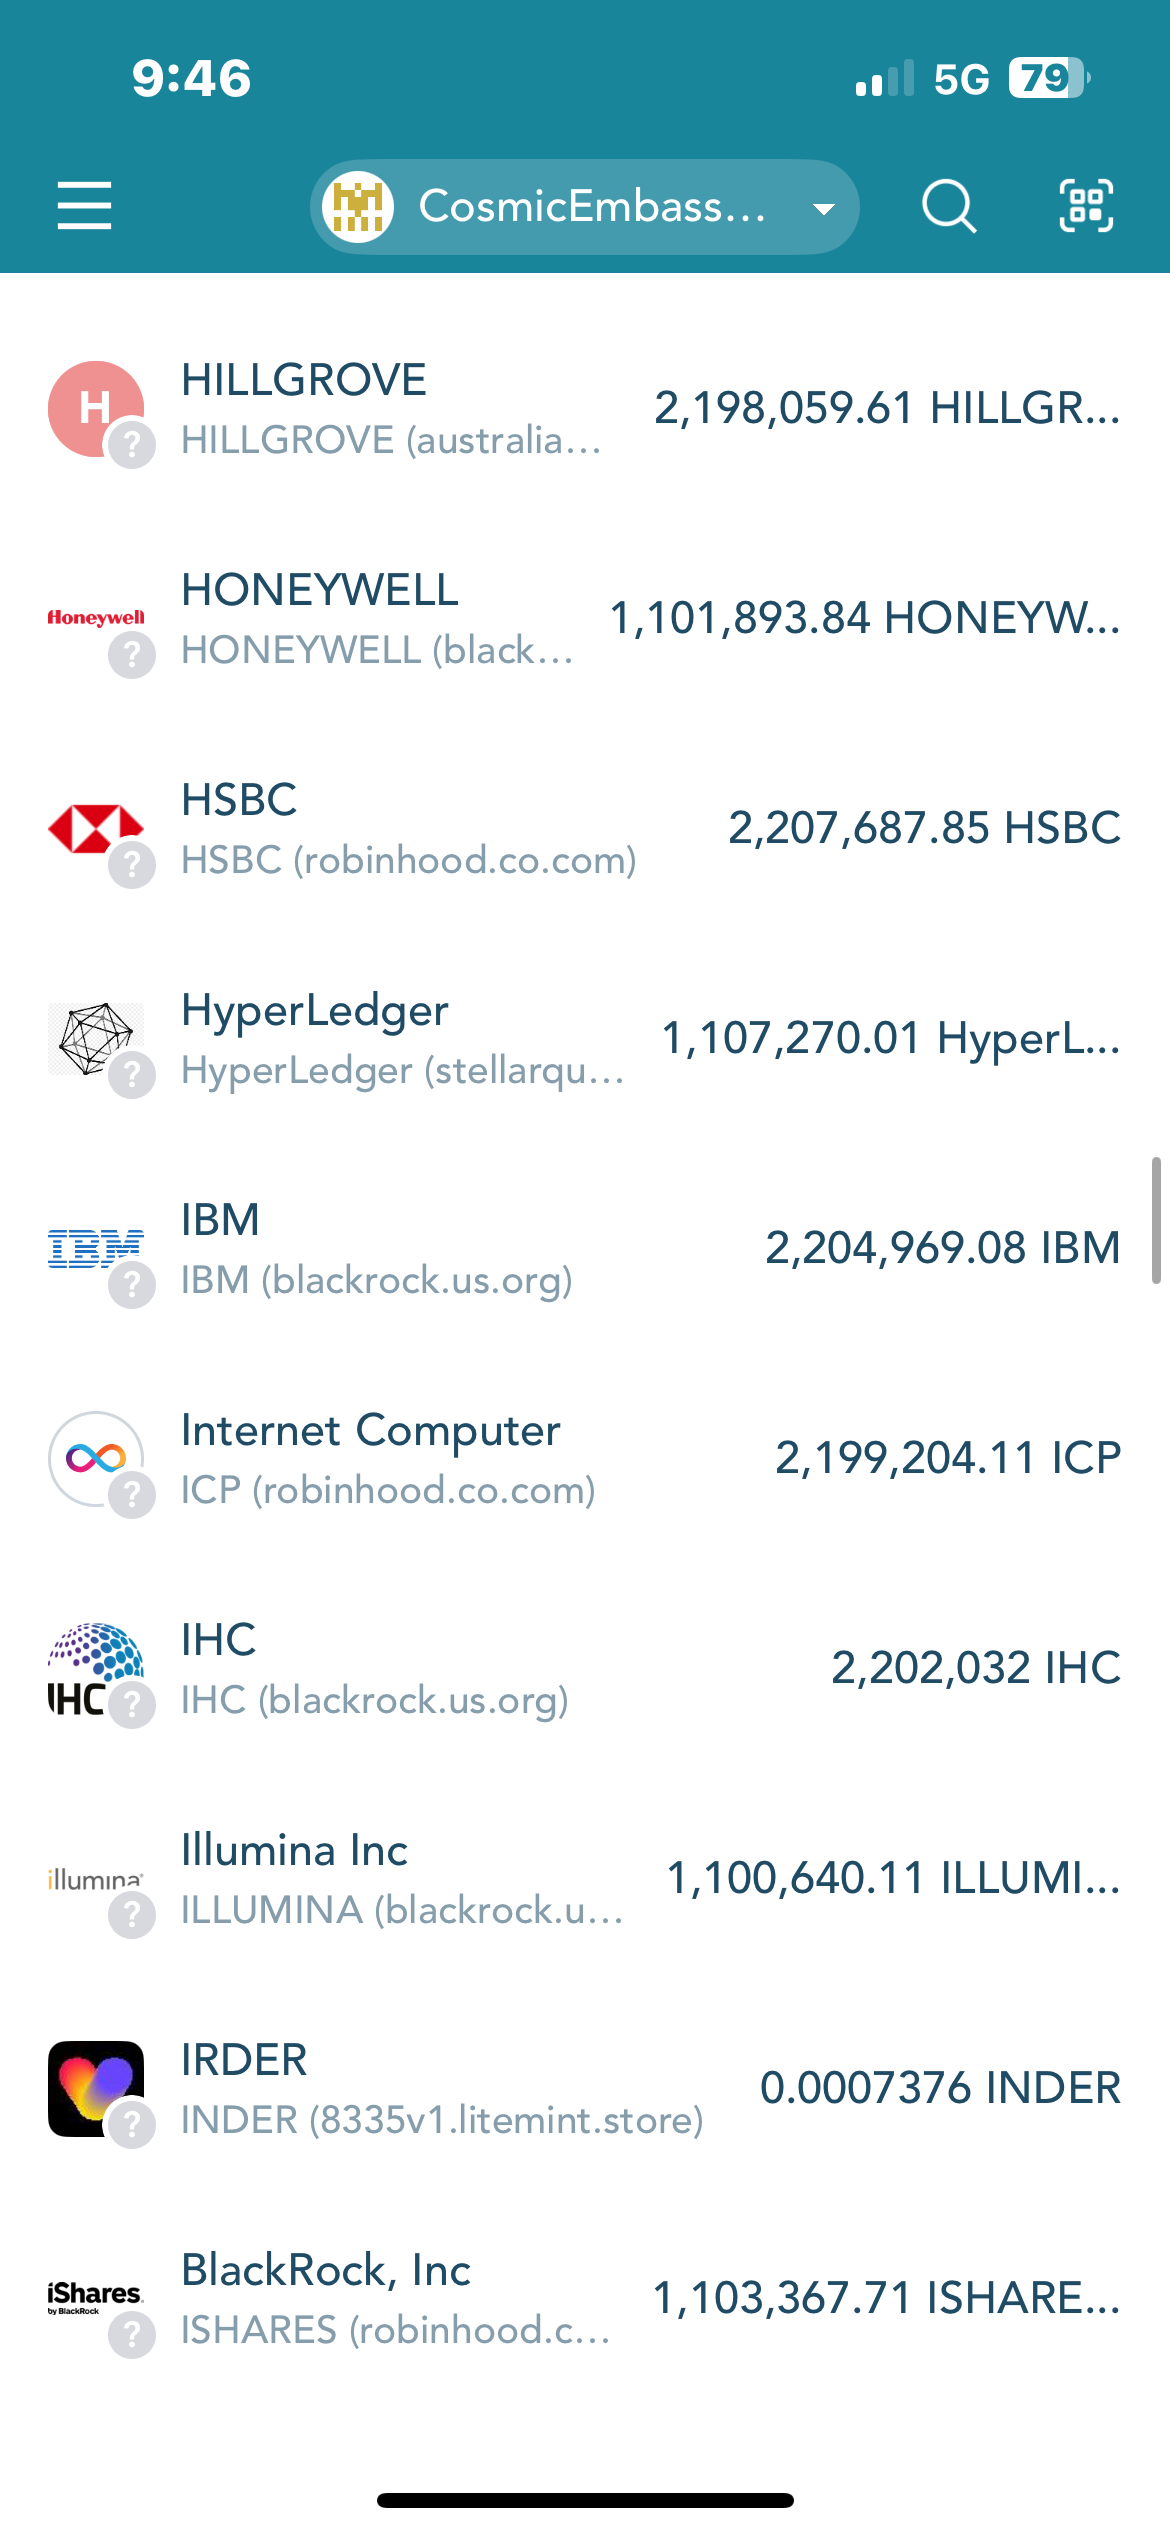 9:46
5G 79
CosmicEmbass...
H
HILLGROVE
HILLGROVE (australia...
2,198,059.61 HILLGR...
?
Honeywell
HONEYWELL
HONEYWELL (black...
1,101,893.84 HONEYW...
?
HSBC
HSBC (robinhood.co.com)
2,207,687.85 HSBC
?
HyperLedger
HyperLedger (stellarqu...
1,107,270.01 HyperL...
?
IBM
IBM
IBM (blackrock.us.org)
2,204,969.08 IBM
?
Internet Computer
ICP (robinhood.co.com)
2,199,204.11 ICP
?
IHC
IHC
IHC (blackrock.us.org)
2,202,032 IHC
?
illumina
Illumina Inc
ILLUMINA (blackrock.u...
1,100,640.11 ILLUMI...
?
IRDER
INDER (8335v1.litemint.store)
0.0007376 INDER
?
iShares.
by BlackRock
BlackRock, Inc
ISHARES (robinhood.c...
1,103,367.71 ISHARE...
?